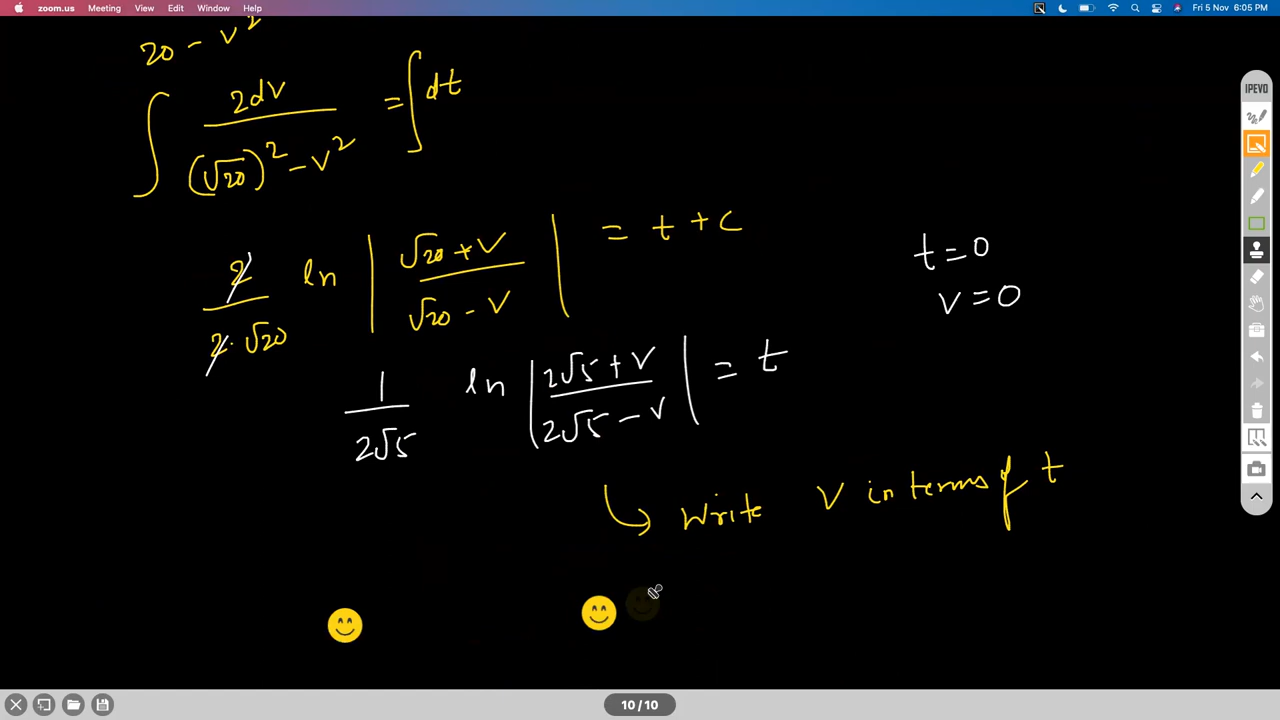 zoom.us Meeting View Edit Window Help Fri 5 Nov 6:05 PM
IPEVO
20 - v²
∫ 2dv / (√20)² - v² = ∫ dt
2 / 2·√20 ln | √20 + v / √20 - v | = t + c
t = 0
v = 0
1 / 2√5 ln | 2√5 + v / 2√5 - v | = t
↳ Write v in terms of t
10/10